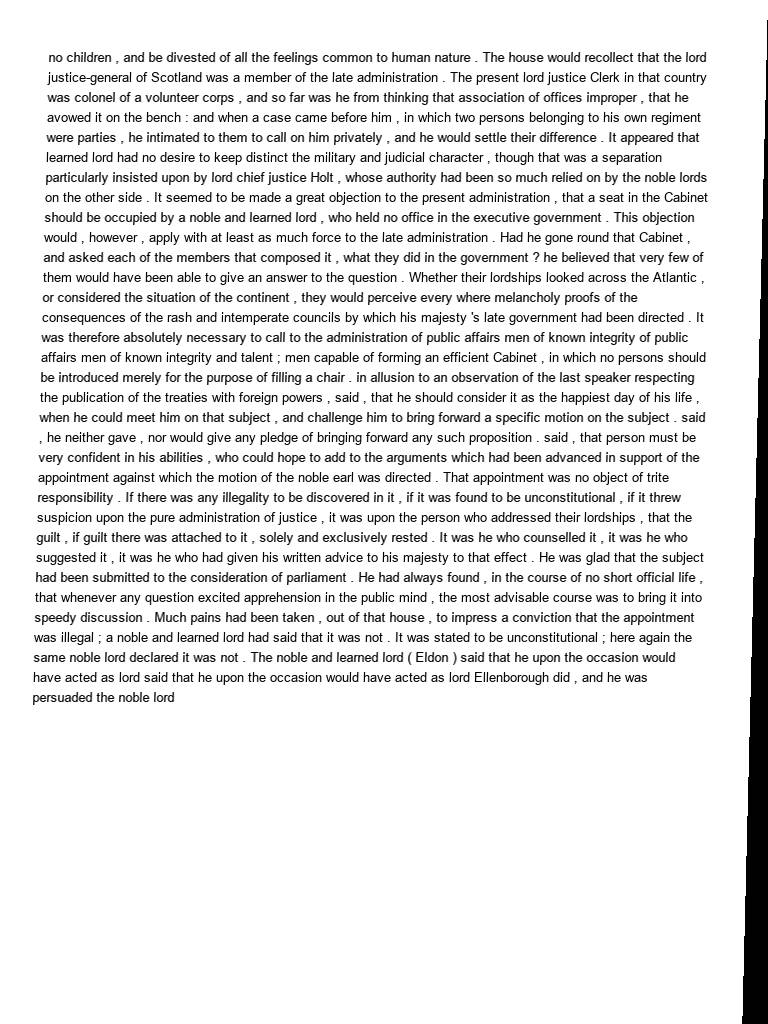 no children , and be divested of all the feelings common to human nature . The house would recollect that the lord
justice-general of Scotland was a member of the late administration . The present lord justice Clerk in that country
was colonel of a volunteer corps , and so far was he from thinking that association of offices improper , that he
avowed it on the bench : and when a case came before him , in which two persons belonging to his own regiment
were parties , he intimated to them to call on him privately , and he would settle their difference . It appeared that
learned lord had no desire to keep distinct the military and judicial character , though that was a separation
particularly insisted upon by lord chief justice Holt , whose authority had been so much relied on by the noble lords
on the other side . It seemed to be made a great objection to the present administration , that a seat in the Cabinet
should be occupied by a noble and learned lord , who held no office in the executive government . This objection
would , however , apply with at least as much force to the late administration . Had he gone round that Cabinet ,
and asked each of the members that composed it , what they did in the government ? he believed that very few of
them would have been able to give an answer to the question . Whether their lordships looked across the Atlantic ,
or considered the situation of the continent , they would perceive every where melancholy proofs of the
consequences of the rash and intemperate councils by which his majesty 's late government had been directed . It
was therefore absolutely necessary to call to the administration of public affairs men of known integrity of public
affairs men of known integrity and talent ; men capable of forming an efficient Cabinet , in which no persons should
be introduced merely for the purpose of filling a chair . in allusion to an observation of the last speaker respecting
the publication of the treaties with foreign powers , said , that he should consider it as the happiest day of his life ,
when he could meet him on that subject , and challenge him to bring forward a specific motion on the subject . said
, he neither gave , nor would give any pledge of bringing forward any such proposition . said , that person must be
very confident in his abilities , who could hope to add to the arguments which had been advanced in support of the
appointment against which the motion of the noble earl was directed . That appointment was no object of trite
responsibility . If there was any illegality to be discovered in it , if it was found to be unconstitutional , if it threw
suspicion upon the pure administration of justice , it was upon the person who addressed their lordships , that the
guilt , if guilt there was attached to it , solely and exclusively rested . It was he who counselled it , it was he who
suggested it , it was he who had given his written advice to his majesty to that effect . He was glad that the subject
had been submitted to the consideration of parliament . He had always found , in the course of no short official life ,
that whenever any question excited apprehension in the public mind , the most advisable course was to bring it into
speedy discussion . Much pains had been taken , out of that house , to impress a conviction that the appointment
was illegal ; a noble and learned lord had said that it was not . It was stated to be unconstitutional ; here again the
same noble lord declared it was not . The noble and learned lord ( Eldon ) said that he upon the occasion would
have acted as lord said that he upon the occasion would have acted as lord Ellenborough did , and he was
persuaded the noble lord